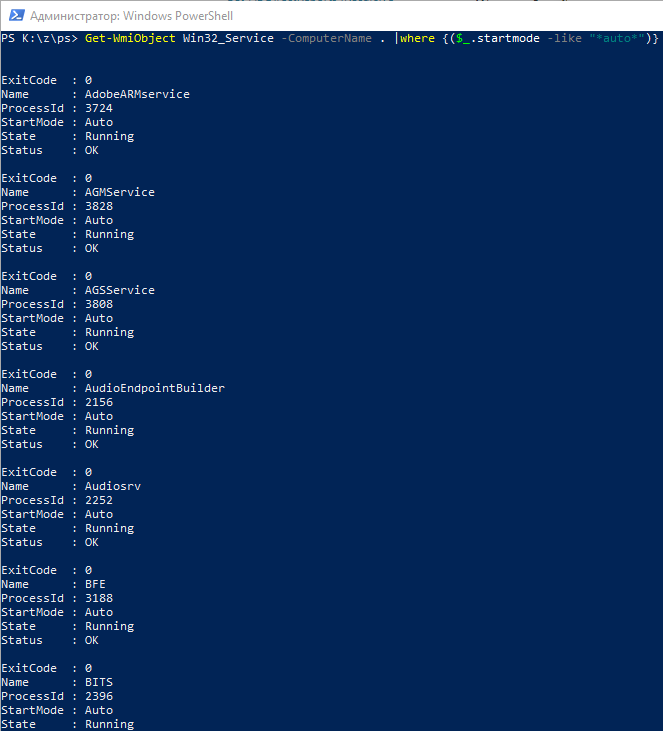 Администратор: Windows PowerShell
PS K:\z\ps> Get-WmiObject Win32_Service -ComputerName . |where {($_.startmode -like "*auto*")}
ExitCode  : 0
Name      : AdobeARMservice
ProcessId : 3724
StartMode : Auto
State     : Running
Status    : OK
ExitCode  : 0
Name      : AGMService
ProcessId : 3828
StartMode : Auto
State     : Running
Status    : OK
ExitCode  : 0
Name      : AGSService
ProcessId : 3808
StartMode : Auto
State     : Running
Status    : OK
ExitCode  : 0
Name      : AudioEndpointBuilder
ProcessId : 2156
StartMode : Auto
State     : Running
Status    : OK
ExitCode  : 0
Name      : Audiosrv
ProcessId : 2252
StartMode : Auto
State     : Running
Status    : OK
ExitCode  : 0
Name      : BFE
ProcessId : 3188
StartMode : Auto
State     : Running
Status    : OK
ExitCode  : 0
Name      : BITS
ProcessId : 2396
StartMode : Auto
State     : Running